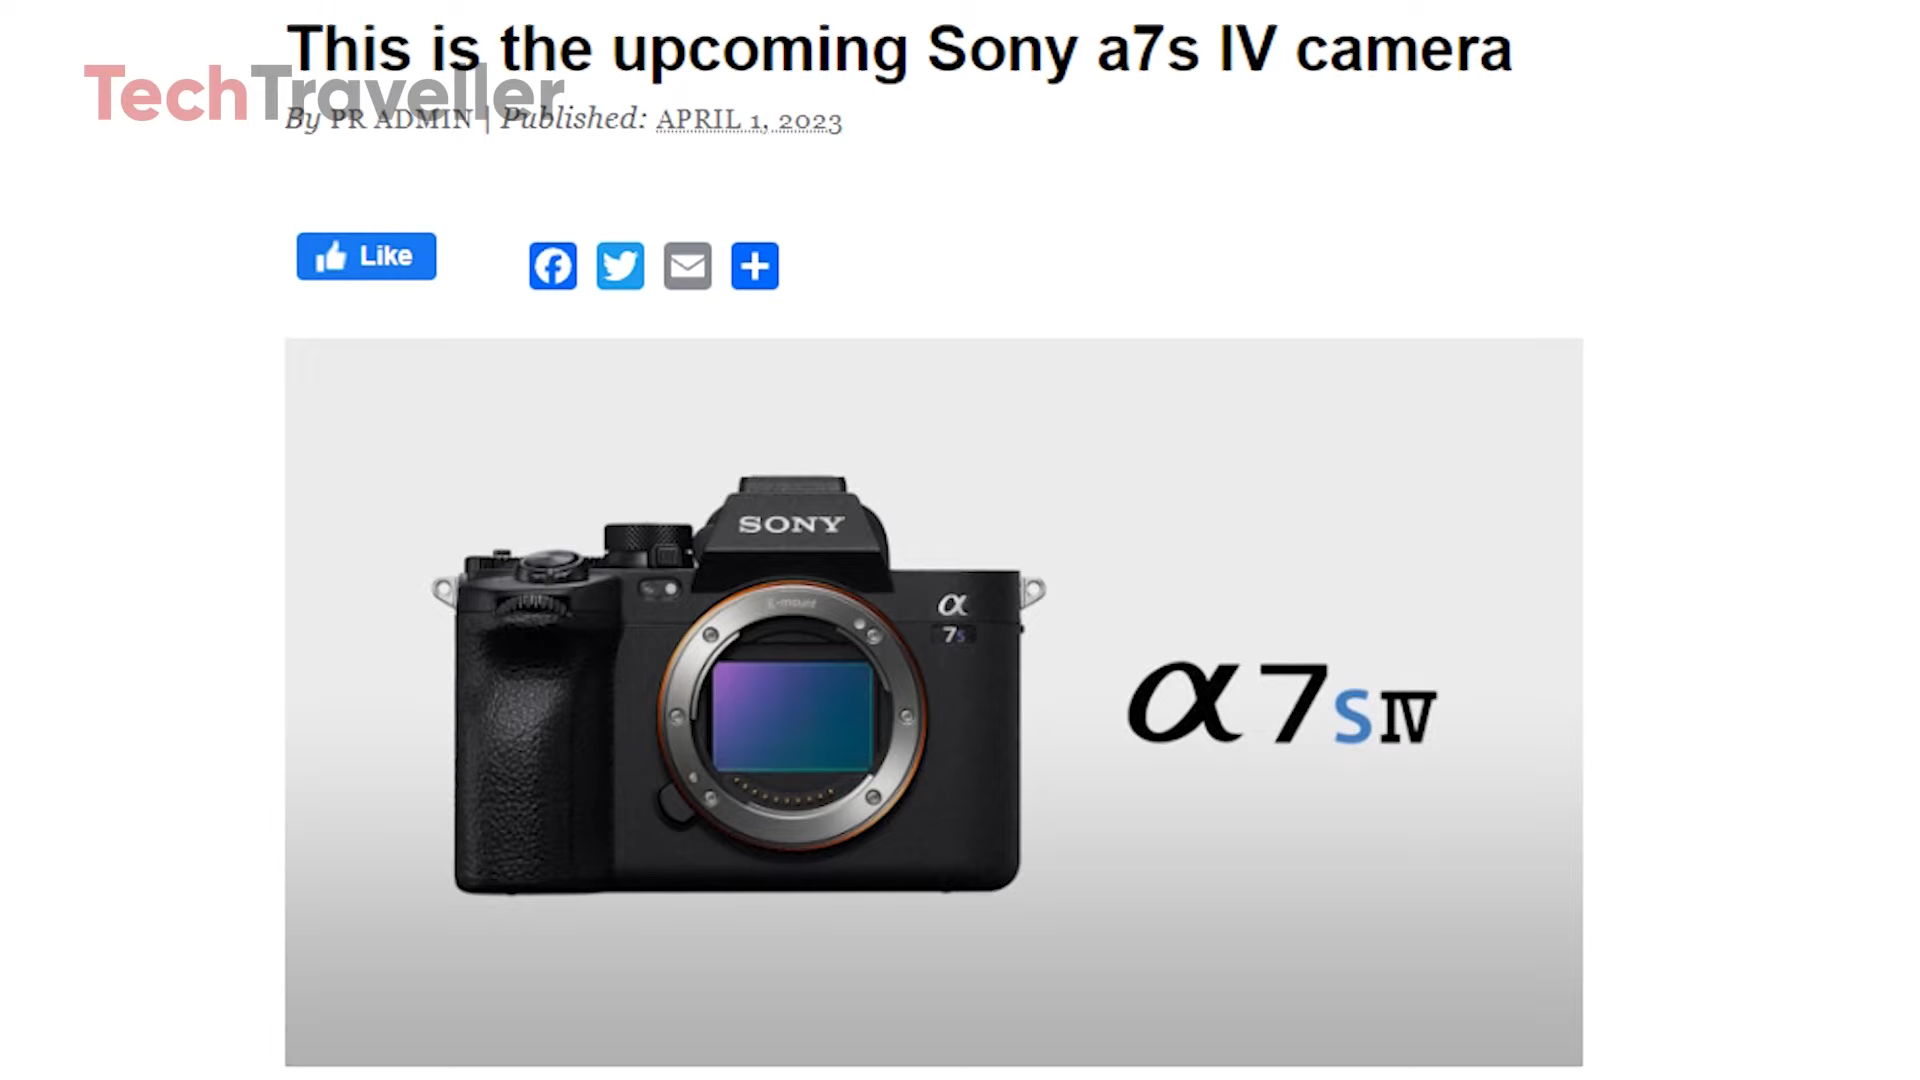 This is the upcoming Sony a7s IV camera
TechTraveller
By PR ADMIN | Published: APRIL 1, 2023
Like
SONY
E-mount
α
7s
α7sIV